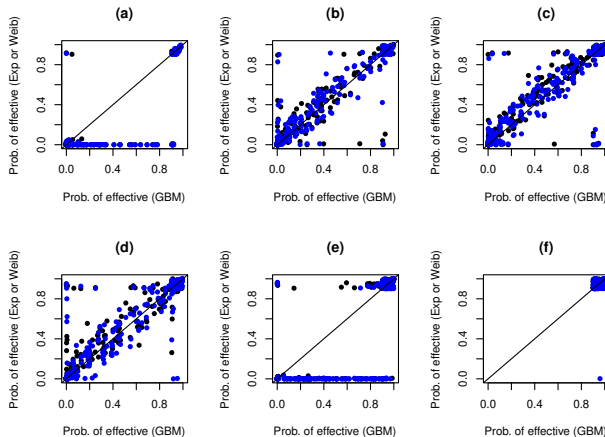 (a)
Prob. of effective (Exp or Weib)
0.0 0.4 0.8
0.0 0.4 0.8
Prob. of effective (GBM)
(b)
Prob. of effective (Exp or Weib)
0.0 0.4 0.8
0.0 0.4 0.8
Prob. of effective (GBM)
(c)
Prob. of effective (Exp or Weib)
0.0 0.4 0.8
0.0 0.4 0.8
Prob. of effective (GBM)
(d)
Prob. of effective (Exp or Weib)
0.0 0.4 0.8
0.0 0.4 0.8
Prob. of effective (GBM)
(e)
Prob. of effective (Exp or Weib)
0.0 0.4 0.8
0.0 0.4 0.8
Prob. of effective (GBM)
(f)
Prob. of effective (Exp or Weib)
0.0 0.4 0.8
0.0 0.4 0.8
Prob. of effective (GBM)